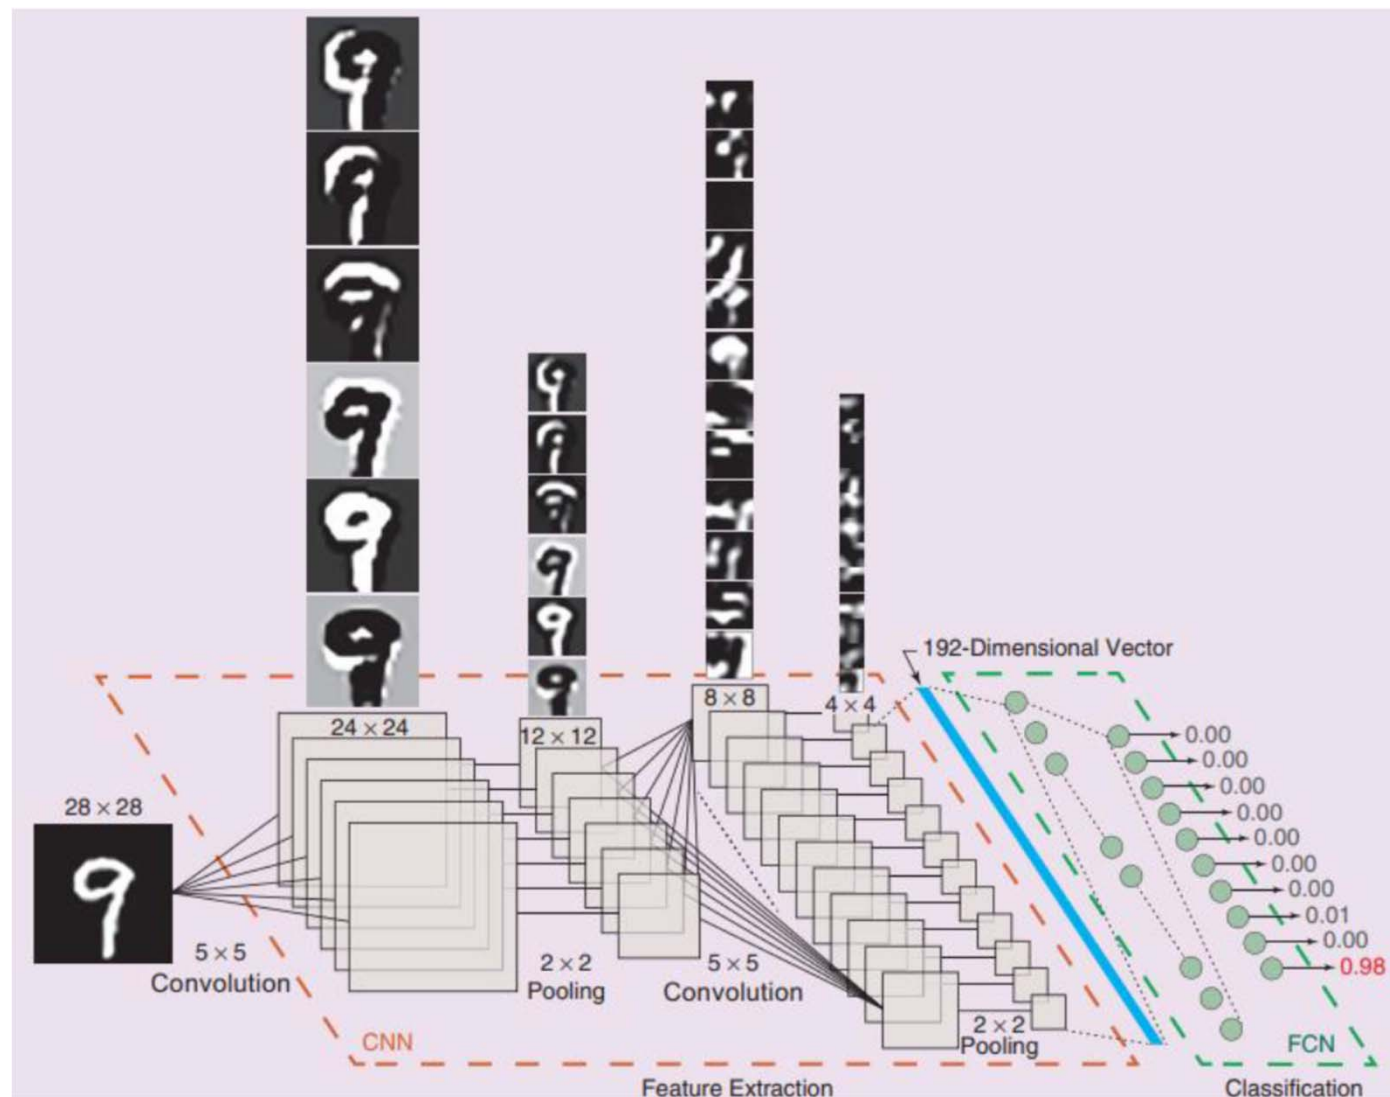 28 × 28
5 × 5
Convolution
24 × 24
2 × 2
Pooling
12 × 12
5 × 5
Convolution
8 × 8
4 × 4
2 × 2
Pooling
192-Dimensional Vector
0.00
0.00
0.00
0.00
0.00
0.00
0.00
0.01
0.00
0.98
CNN
FCN
Feature Extraction
Classification